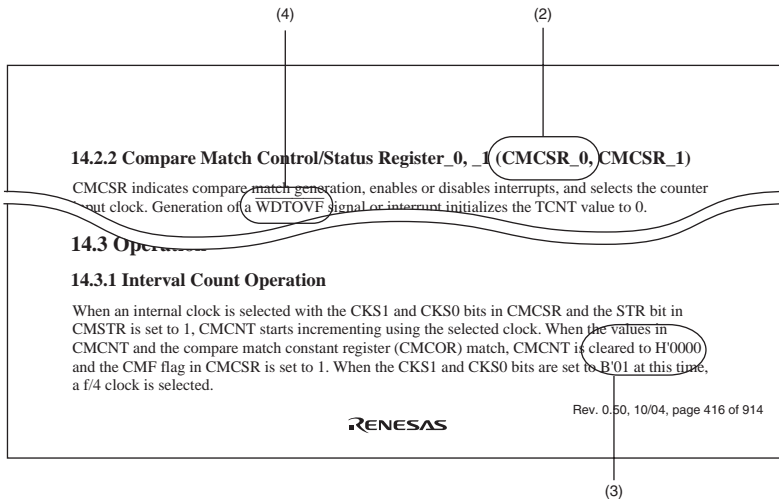 (4) (2)
14.2.2 Compare Match Control/Status Register_0, _1 (CMCSR_0, CMCSR_1)
CMCSR indicates compare match generation, enables or disables interrupts, and selects the counter
input clock. Generation of a WDTOVF signal or interrupt initializes the TCNT value to 0.
14.3 Operation
14.3.1 Interval Count Operation
When an internal clock is selected with the CKS1 and CKS0 bits in CMCSR and the STR bit in
CMSTR is set to 1, CMCNT starts incrementing using the selected clock. When the values in
CMCNT and the compare match constant register (CMCOR) match, CMCNT is cleared to H'0000
and the CMF flag in CMCSR is set to 1. When the CKS1 and CKS0 bits are set to B'01 at this time,
a f/4 clock is selected.
Rev. 0.50, 10/04, page 416 of 914
RENESAS
(3)